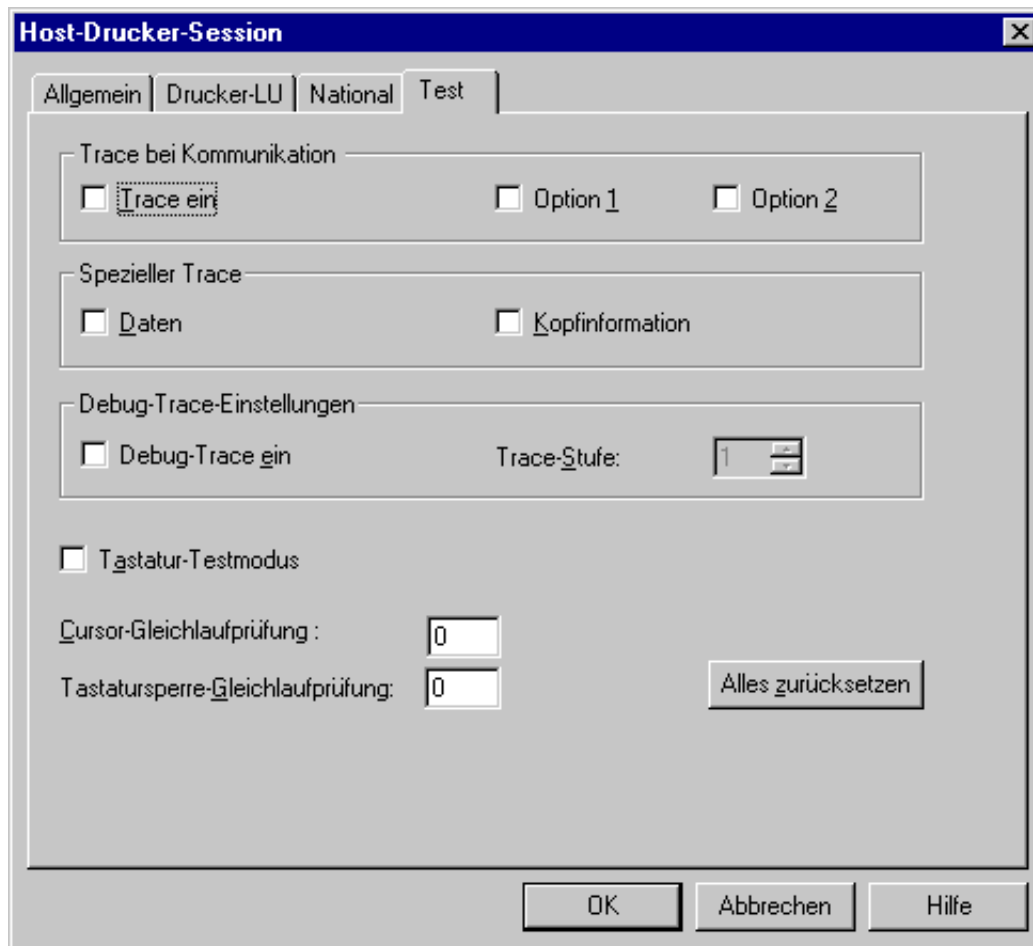 Host-Drucker-Session
Allgemein Drucker-LU National Test
Trace bei Kommunikation
Trace ein Option 1 Option 2
Spezieller Trace
Daten Kopfinformation
Debug-Trace-Einstellungen
Debug-Trace ein Trace-Stufe: 1
Tastatur-Testmodus
Cursor-Gleichlaufprüfung : 0
Tastatursperre-Gleichlaufprüfung: 0 Alles zurücksetzen
OK Abbrechen Hilfe